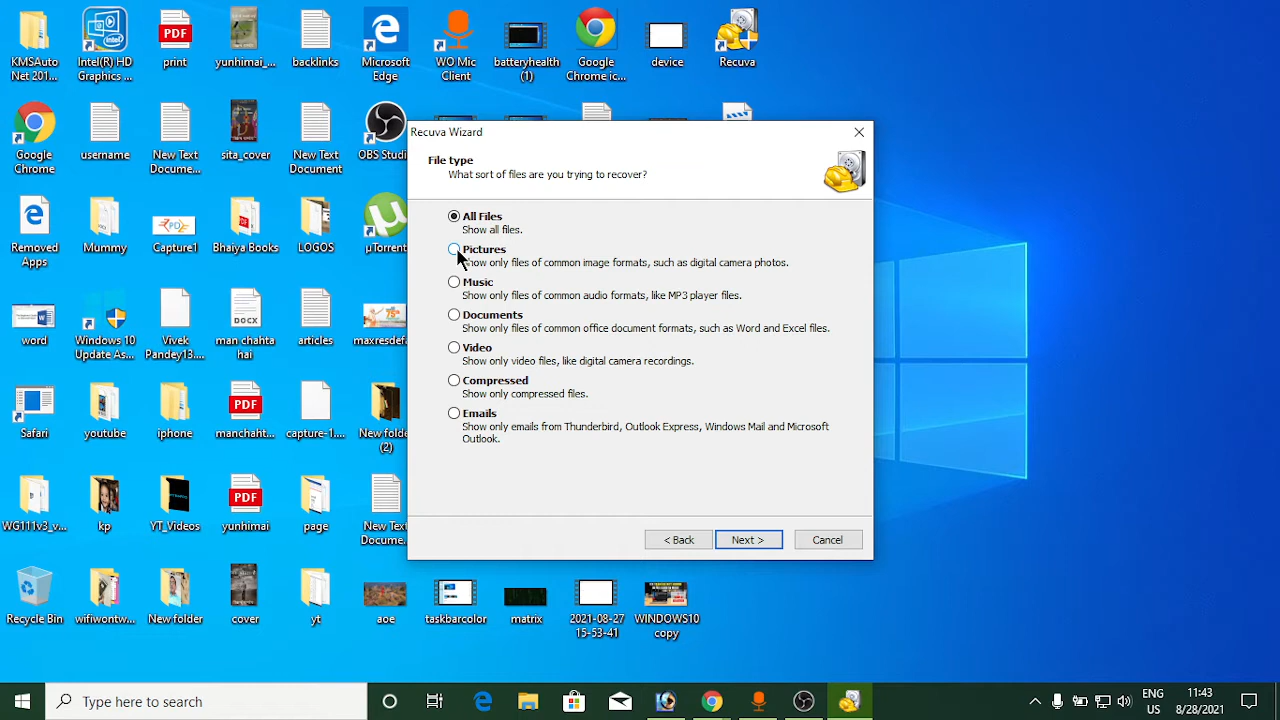 KMSAuto
Net 201...
Intel(R) HD
Graphics ...
PDF
print
yunhimai_...
backlinks
Microsoft
Edge
WO Mic
Client
batteryhealth
(1)
Google
Chrome ic...
device
Recuva
Google
Chrome
username
New Text
Docume...
sita_cover
New Text
Document
OBS Studi
Removed
Apps
Mummy
Capture1
Bhaiya Books
LOGOS
µTorrent
word
Windows 10
Update As...
Vivek
Pandey13....
DOCX
man chahta
hai
articles
maxresdefa
Safari
youtube
iphone
PDF
manchaht...
capture-1....
New folder
(2)
WG111v3_v...
kp
YT_Videos
PDF
yunhimai
page
New Text
Docume.
Recycle Bin
wifiwontw...
New folder
cover
yt
aoe
taskbarcolor
matrix
2021-08-27
15-53-41
WINDOWS10
copy
Recuva Wizard
File type
What sort of files are you trying to recover?
All Files
Show all files.
Pictures
how only files of common image formats, such as digital camera photos.
Music
Show only files of common audio formats, like MP3 player files.
Documents
Show only files of common office document formats, such as Word and Excel files.
Video
Show only video files, like digital camera recordings.
Compressed
Show only compressed files.
Emails
Show only emails from Thunderbird, Outlook Express, Windows Mail and Microsoft
Outlook.
< Back
Next >
Cancel
Type here to search
ENG
US
11:43
8/28/2021